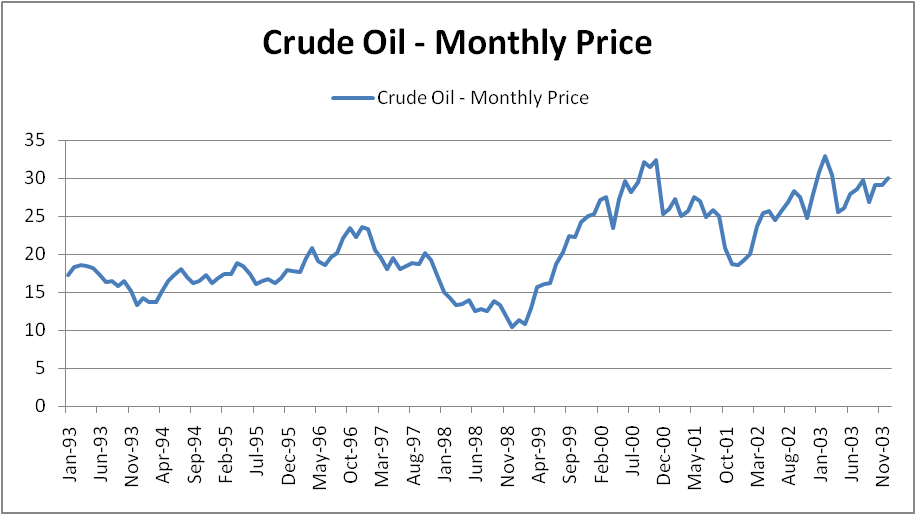 Crude Oil - Monthly Price
Crude Oil - Monthly Price
35
30
25
20
15
10
5
0
Jan-93
Jun-93
Nov-93
Apr-94
Sep-94
Feb-95
Jul-95
Dec-95
May-96
Oct-96
Mar-97
Aug-97
Jan-98
Jun-98
Nov-98
Apr-99
Sep-99
Feb-00
Jul-00
Dec-00
May-01
Oct-01
Mar-02
Aug-02
Jan-03
Jun-03
Nov-03